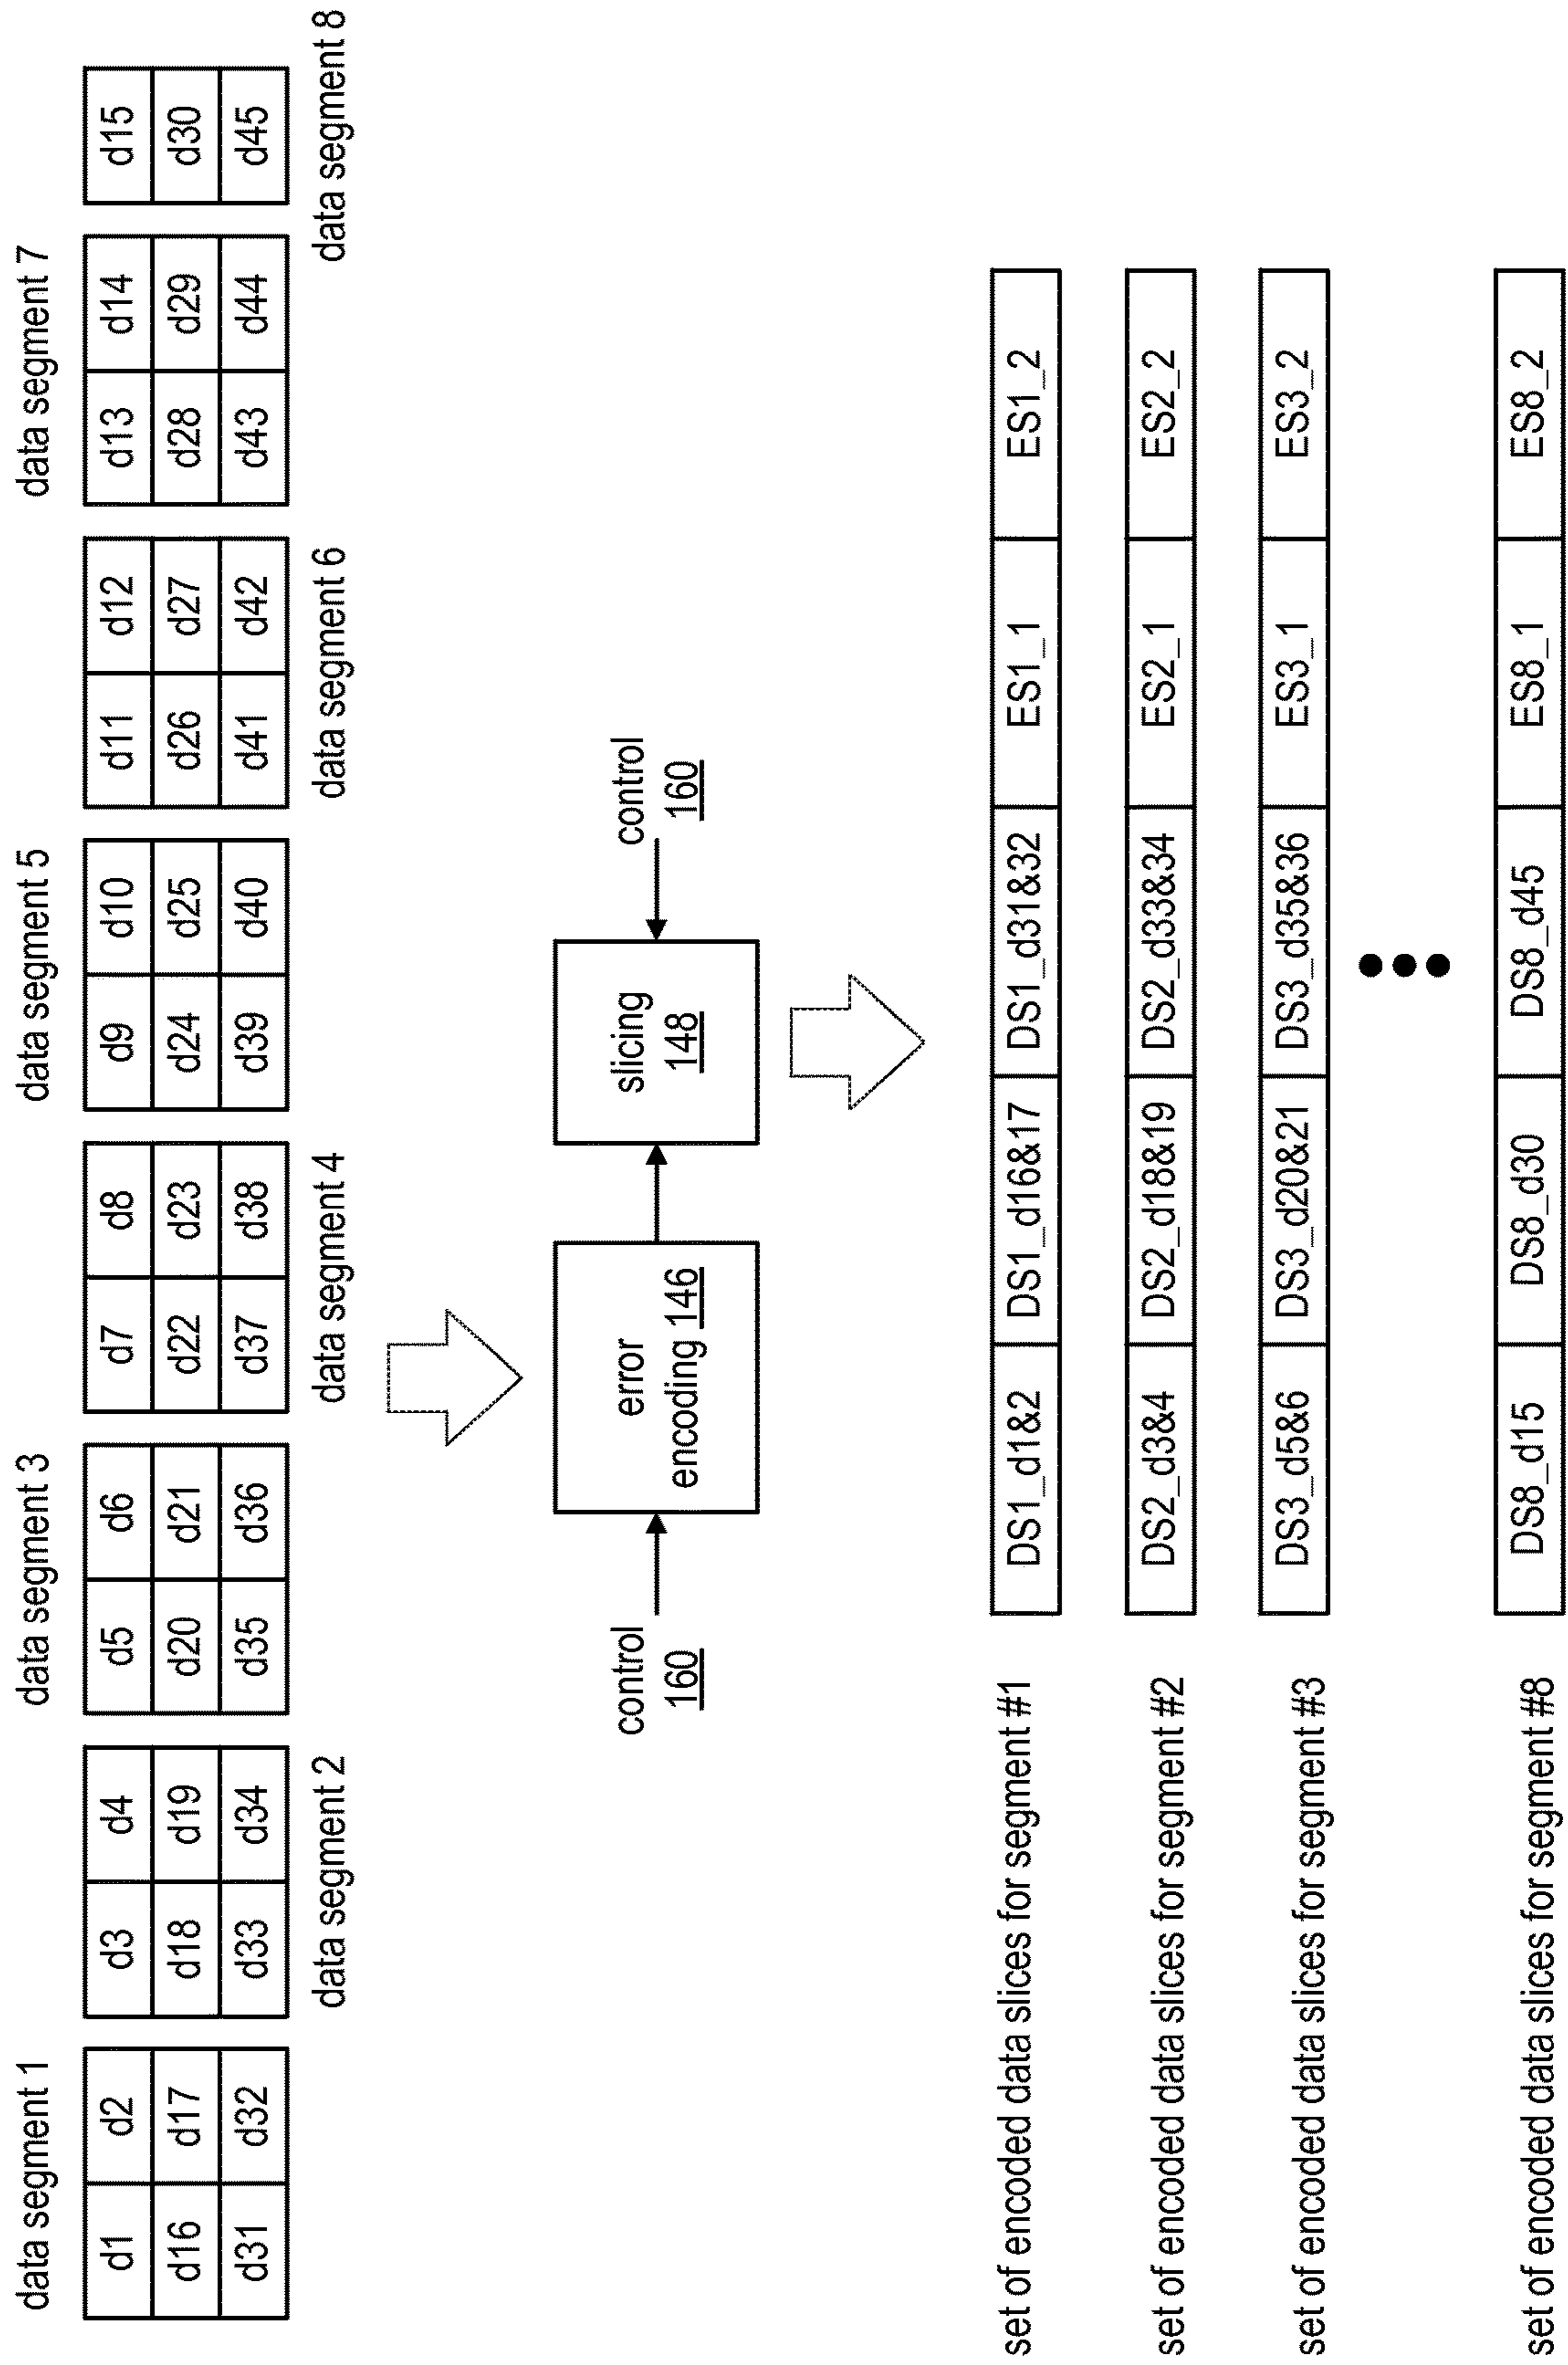 data segment 1
data segment 3
data segment 5
data segment 7
d1 d2 d3 d4 d5 d6 d7 d8 d9 d10 d11 d12 d13 d14 d15
d16 d17 d18 d19 d20 d21 d22 d23 d24 d25 d26 d27 d28 d29 d30
d31 d32 d33 d34 d35 d36 d37 d38 d39 d40 d41 d42 d43 d44 d45
data segment 2
data segment 4
data segment 6
data segment 8
control
160
error
encoding 146
slicing
148
control
160
set of encoded data slices for segment #1 DS1_d1&2 DS1_d16&17 DS1_d31&32 ES1_1 ES1_2
set of encoded data slices for segment #2 DS2_d3&4 DS2_d18&19 DS2_d33&34 ES2_1 ES2_2
set of encoded data slices for segment #3 DS3_d5&6 DS3_d20&21 DS3_d35&36 ES3_1 ES3_2
set of encoded data slices for segment #8 DS8_d15 DS8_d30 DS8_d45 ES8_1 ES8_2